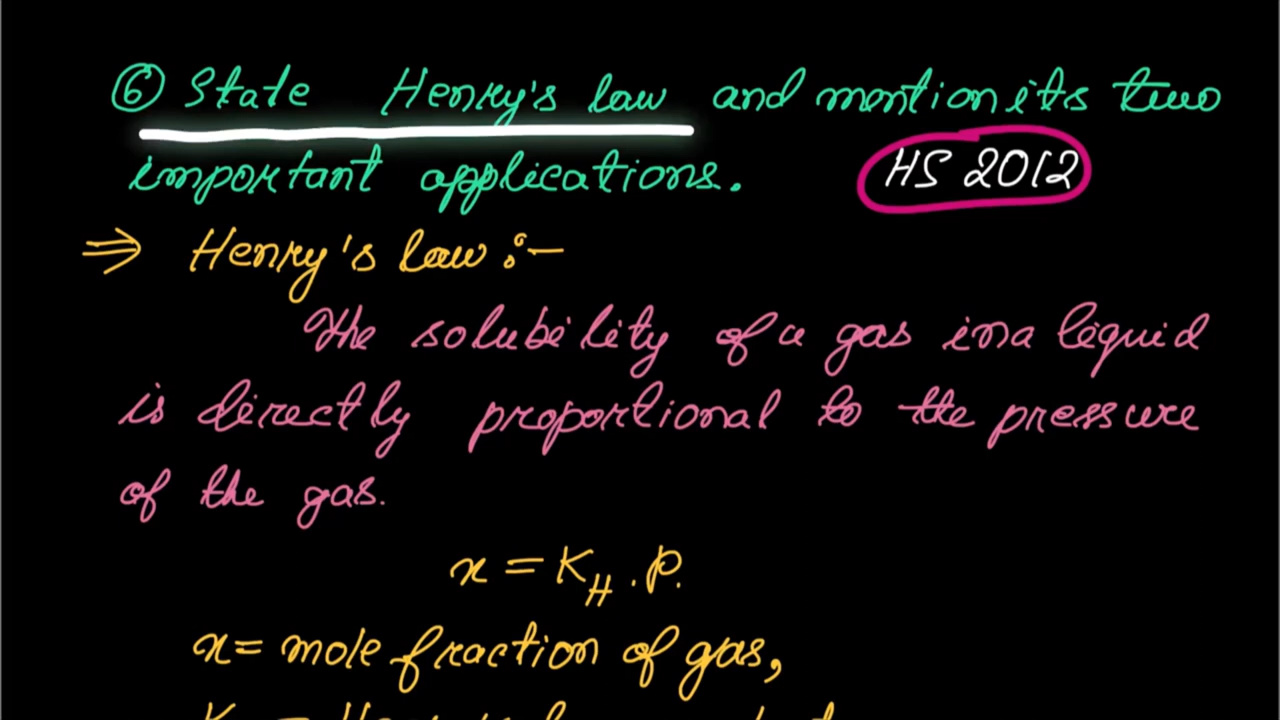 ⑥ State Henry's law and mention its two
important applications. HS 2012
⇒ Henry's law :-
The solubility of a gas in a liquid
is directly proportional to the pressure
of the gas.
x = K_H . p.
x = mole fraction of gas,